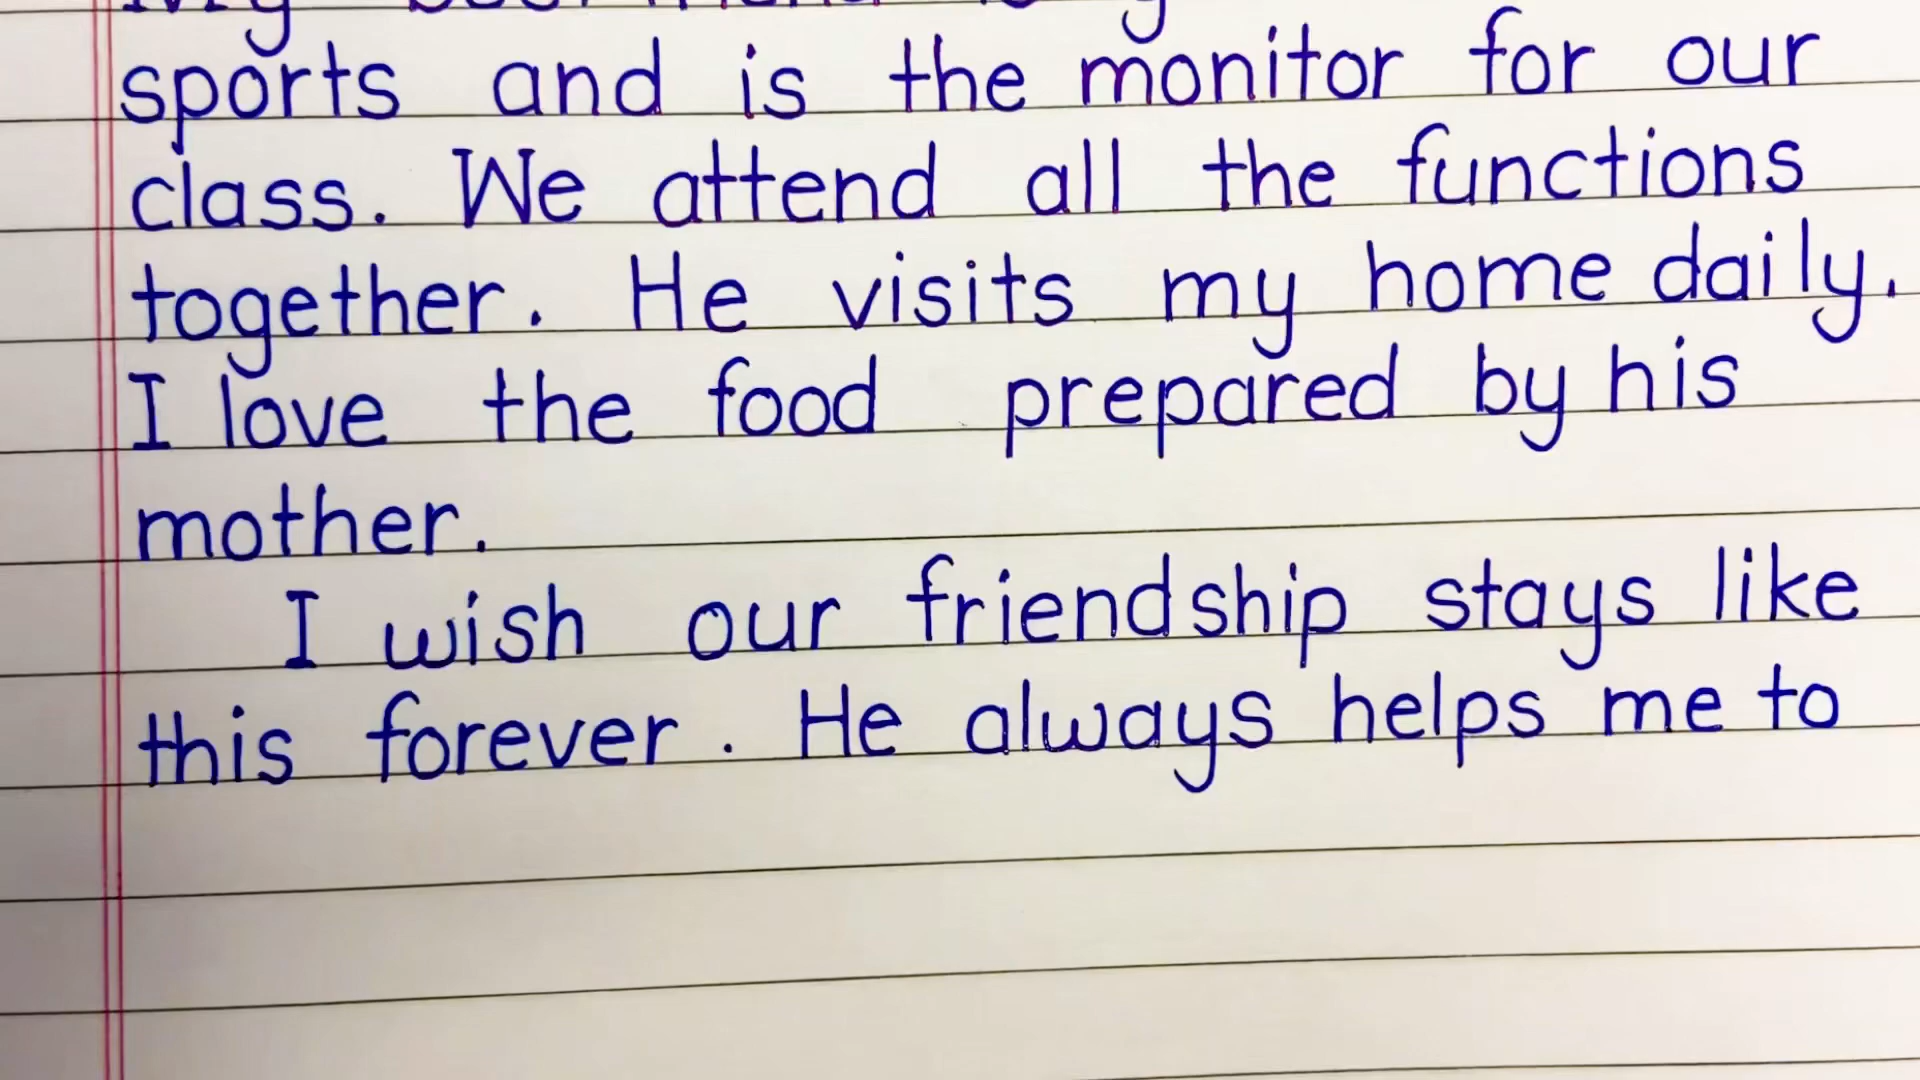 sports and is the monitor for our
class. We attend all the functions
together. He visits my home daily.
I love the food prepared by his
mother.
I wish our friendship stays like
this forever. He always helps me to